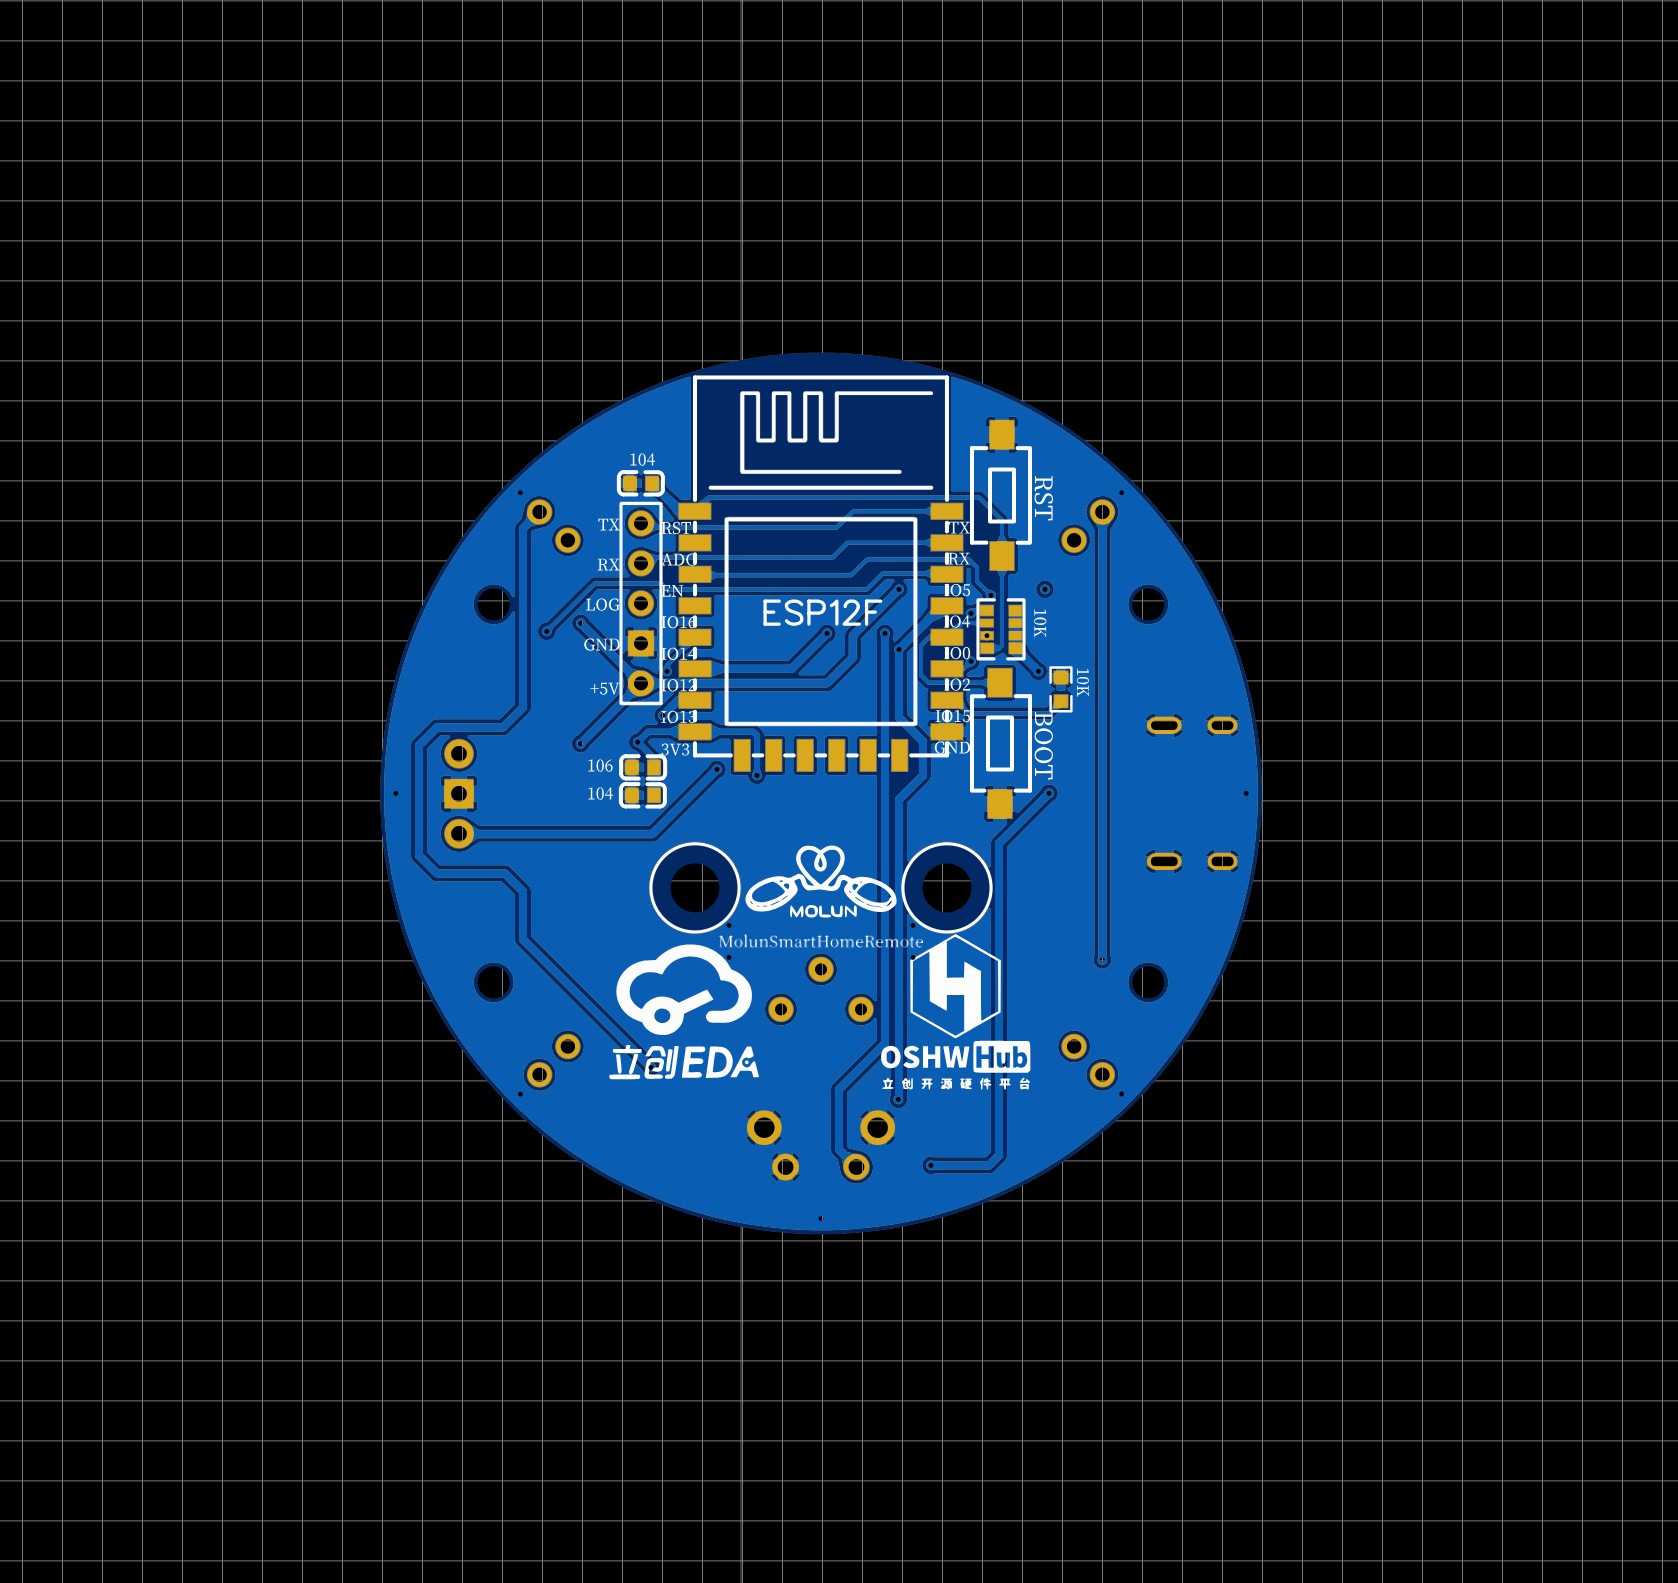 104
RST
TX
RST
TX
RX
ADC
RX
EN
IO5
LOG
IO16
ESP12F
IO4
10K
GND
IO14
IO0
+5V
IO12
IO2
10K
IO13
IO15
BOOT
3V3
GND
106
104
MOLUN
MolunSmartHomeRemote
立创EDA
OSHW Hub
立创开源硬件平台